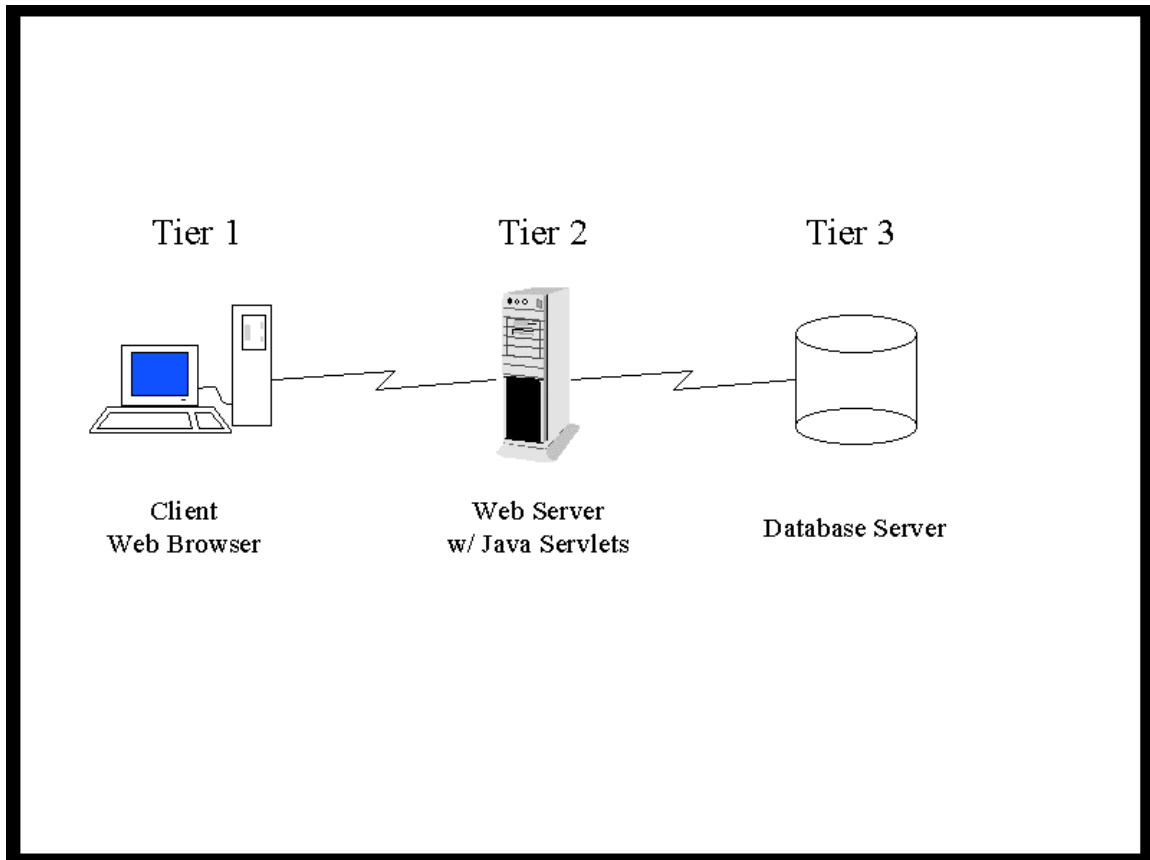 Tier 1
Tier 2
Tier 3
Client
Web Browser
Web Server
w/ Java Servlets
Database Server